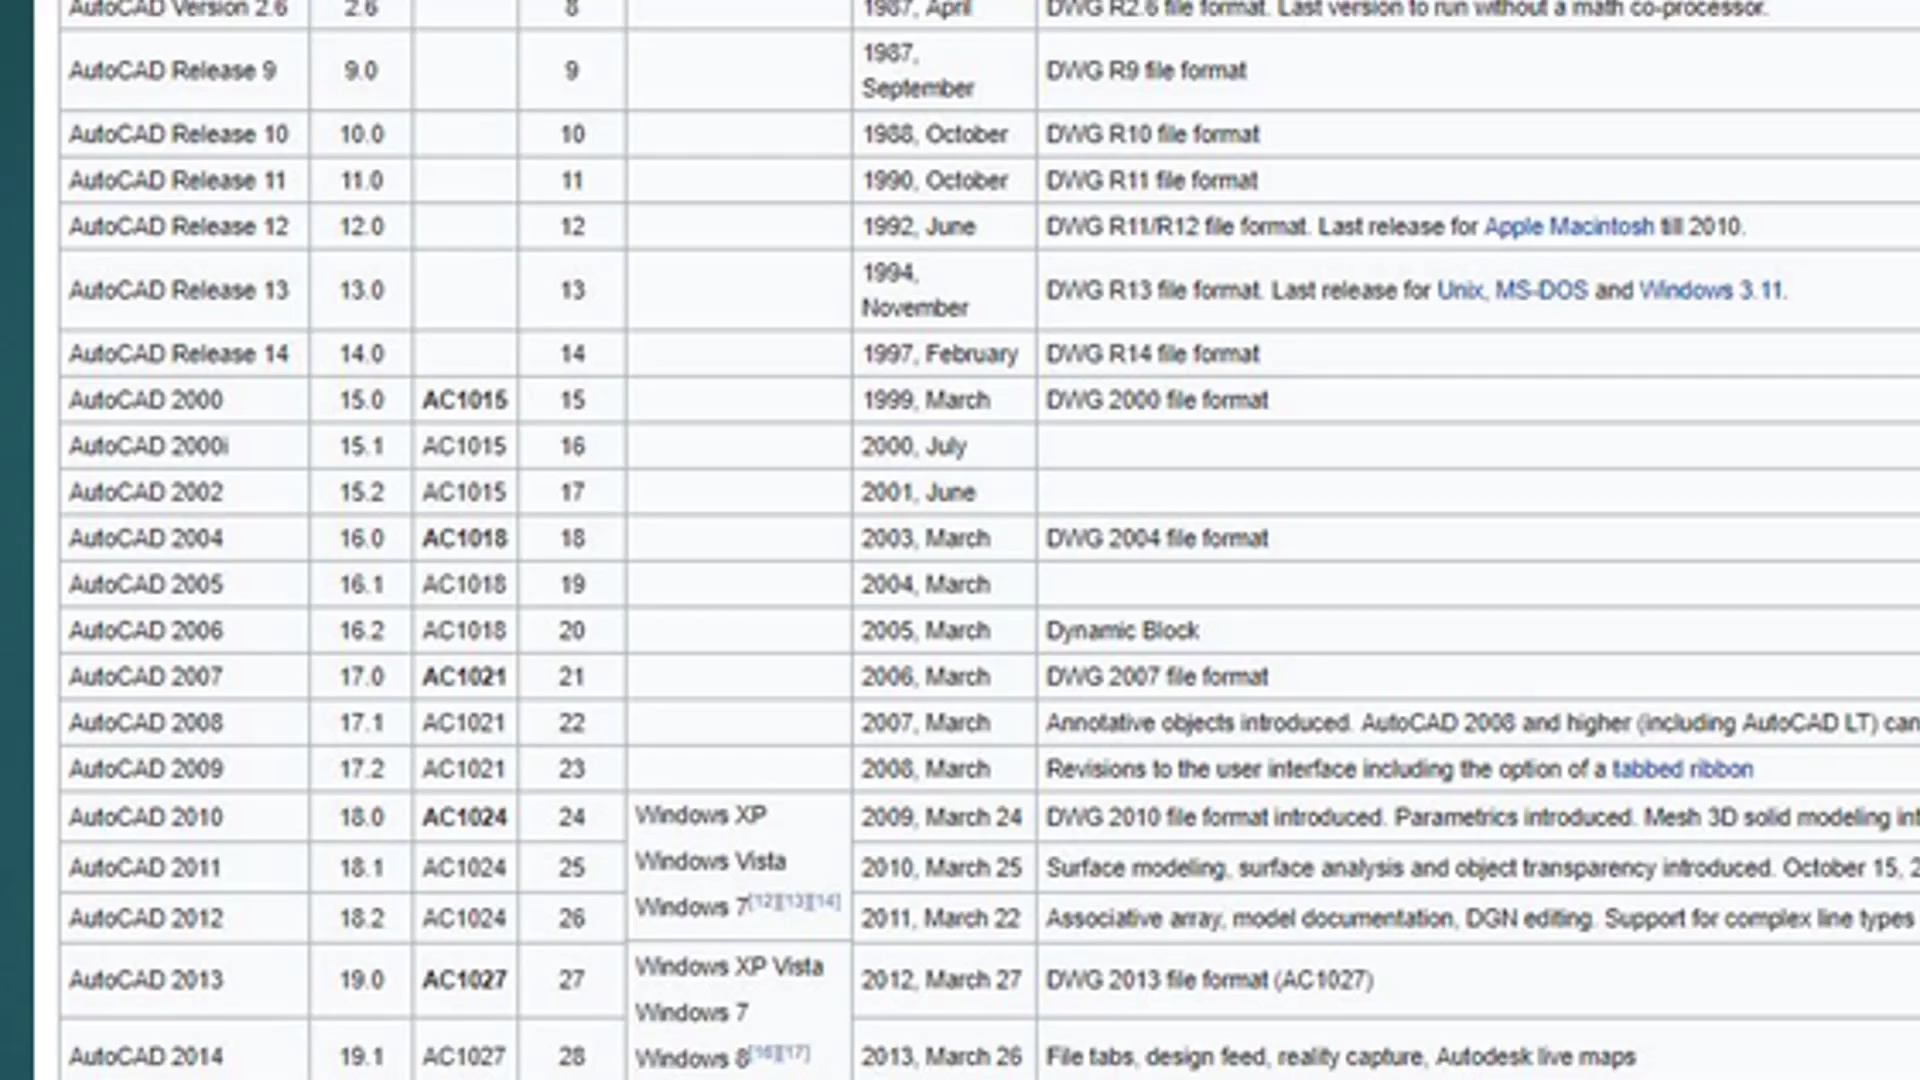 AutoCAD Version 2.6 2.6 8 1987, April DWG R2.6 file format. Last version to run without a math co-processor.
AutoCAD Release 9 9.0 9 1987, September DWG R9 file format
AutoCAD Release 10 10.0 10 1988, October DWG R10 file format
AutoCAD Release 11 11.0 11 1990, October DWG R11 file format
AutoCAD Release 12 12.0 12 1992, June DWG R11/R12 file format. Last release for Apple Macintosh till 2010.
AutoCAD Release 13 13.0 13 1994, November DWG R13 file format. Last release for Unix, MS-DOS and Windows 3.11.
AutoCAD Release 14 14.0 14 1997, February DWG R14 file format
AutoCAD 2000 15.0 AC1015 15 1999, March DWG 2000 file format
AutoCAD 2000i 15.1 AC1015 16 2000, July
AutoCAD 2002 15.2 AC1015 17 2001, June
AutoCAD 2004 16.0 AC1018 18 2003, March DWG 2004 file format
AutoCAD 2005 16.1 AC1018 19 2004, March
AutoCAD 2006 16.2 AC1018 20 2005, March Dynamic Block
AutoCAD 2007 17.0 AC1021 21 2006, March DWG 2007 file format
AutoCAD 2008 17.1 AC1021 22 2007, March Annotative objects introduced. AutoCAD 2008 and higher (including AutoCAD LT) can
AutoCAD 2009 17.2 AC1021 23 2008, March Revisions to the user interface including the option of a tabbed ribbon
AutoCAD 2010 18.0 AC1024 24 Windows XP 2009, March 24 DWG 2010 file format introduced. Parametrics introduced. Mesh 3D solid modeling int
AutoCAD 2011 18.1 AC1024 25 Windows Vista 2010, March 25 Surface modeling, surface analysis and object transparency introduced. October 15, 2
AutoCAD 2012 18.2 AC1024 26 Windows 7[12][13][14] 2011, March 22 Associative array, model documentation, DGN editing. Support for complex line types
AutoCAD 2013 19.0 AC1027 27 Windows XP Vista 2012, March 27 DWG 2013 file format (AC1027)
Windows 7
AutoCAD 2014 19.1 AC1027 28 Windows 8[16][17] 2013, March 26 File tabs, design feed, reality capture, Autodesk live maps